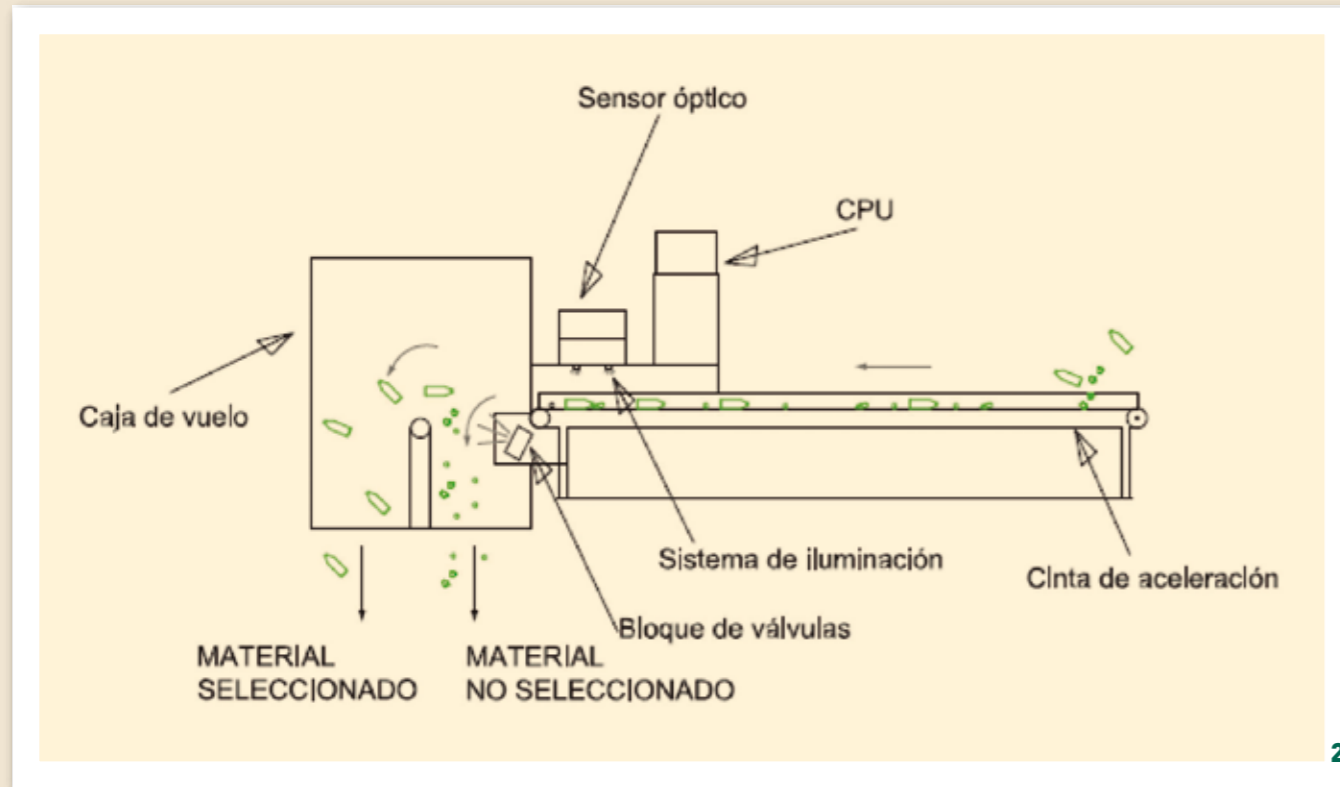 Sensor óptico
CPU
Caja de vuelo
Sistema de iluminación
Cinta de aceleración
Bloque de válvulas
MATERIAL
SELECCIONADO
MATERIAL
NO SELECCIONADO
2